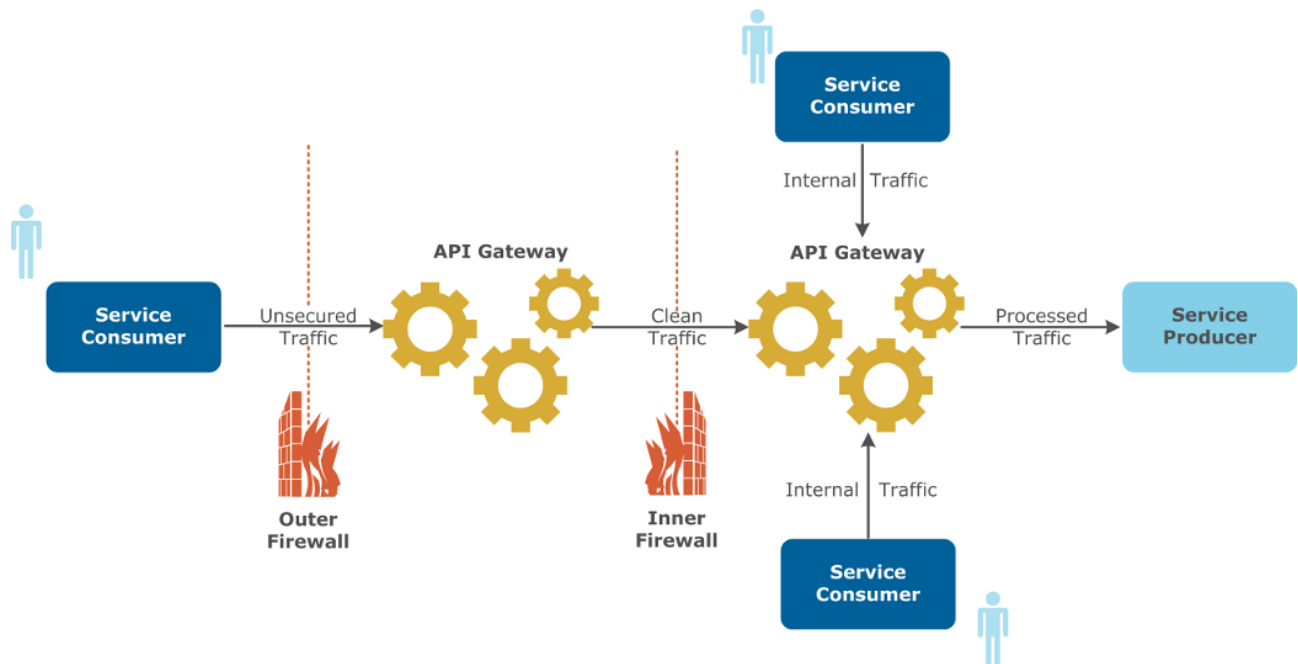 Service
Consumer
Internal Traffic
API Gateway
API Gateway
Service
Consumer
Unsecured
Traffic
Clean
Traffic
Processed
Traffic
Service
Producer
Internal Traffic
Outer
Firewall
Inner
Firewall
Service
Consumer